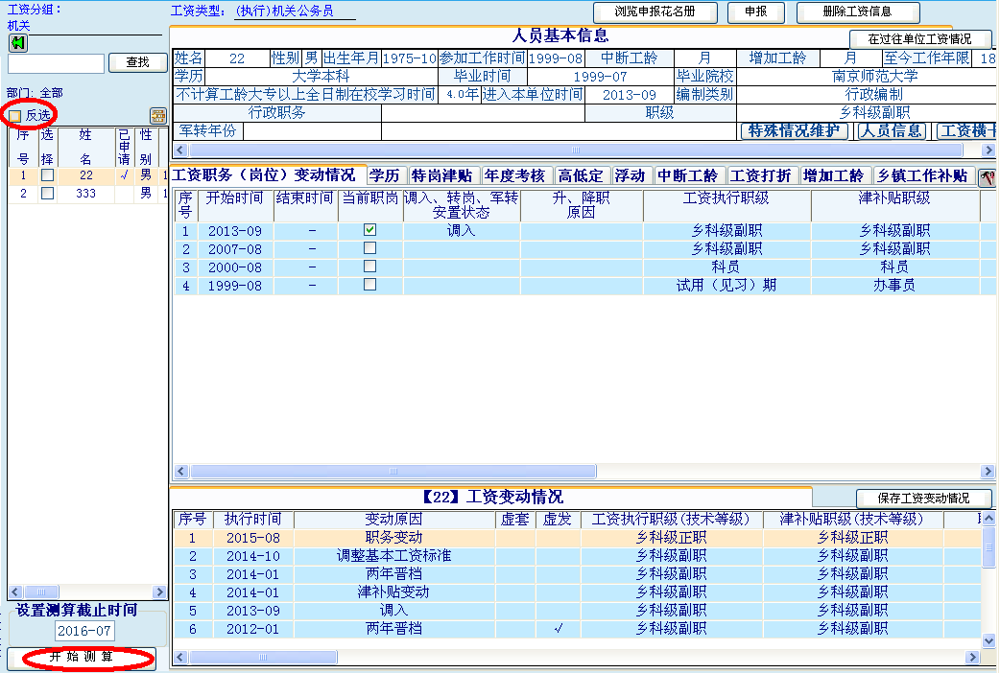 工资分组：
机关
工资类型： (执行)机关公务员
浏览申报花名册 申报 删除工资信息
查找
部门：全部
反选
序号 选择 姓名 已申请 性别
1 22 √ 男 1
2 333 男 1
设置测算截止时间
2016-07
开 始 测 算
人员基本信息
在过往单位工资情况
姓名 22 性别 男 出生年月 1975-10 参加工作时间 1999-08 中断工龄 月 增加工龄 月 至今工作年限 18
学历 大学本科 毕业时间 1999-07 毕业院校 南京师范大学
不计算工龄大专以上全日制在校学习时间 4.0年 进入本单位时间 2013-09 编制类别 行政编制
行政职务 职级 乡科级副职
军转年份 特殊情况维护 人员信息 工资横
工资职务（岗位）变动情况 学历 特岗津贴 年度考核 高低定 浮动 中断工龄 工资打折 增加工龄 乡镇工作补贴
序号 开始时间 结束时间 当前职岗 调入、转岗、军转安置状态 升、降职原因 工资执行职级 津补贴职级
1 2013-09 - 调入 乡科级副职 乡科级副职
2 2007-08 - 乡科级副职 乡科级副职
3 2000-08 - 科员 科员
4 1999-08 - 试用（见习）期 办事员
【22】工资变动情况
保存工资变动情况
序号 执行时间 变动原因 虚套 虚发 工资执行职级(技术等级) 津补贴职级(技术等级)
1 2015-08 职务变动 乡科级正职 乡科级正职
2 2014-10 调整基本工资标准 乡科级副职 乡科级副职
3 2014-01 两年晋档 乡科级副职 乡科级副职
4 2014-01 津补贴变动 乡科级副职 乡科级副职
5 2013-09 调入 乡科级副职 乡科级副职
6 2012-01 两年晋档 √ 乡科级副职 乡科级副职